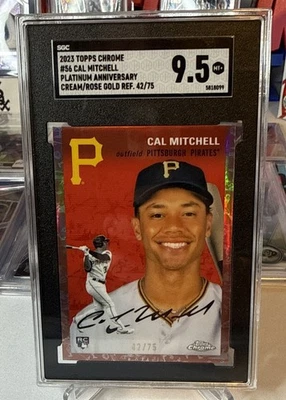 SGC
2023 TOPPS CHROME
#56 CAL MITCHELL
PLATINUM ANNIVERSARY
CREAM/ROSE GOLD REF. 42/75
9.5 MT+
5818099
P
CAL MITCHELL
outfield PITTSBURGH PIRATES®
P
RC
42/75
Topps
Chrome